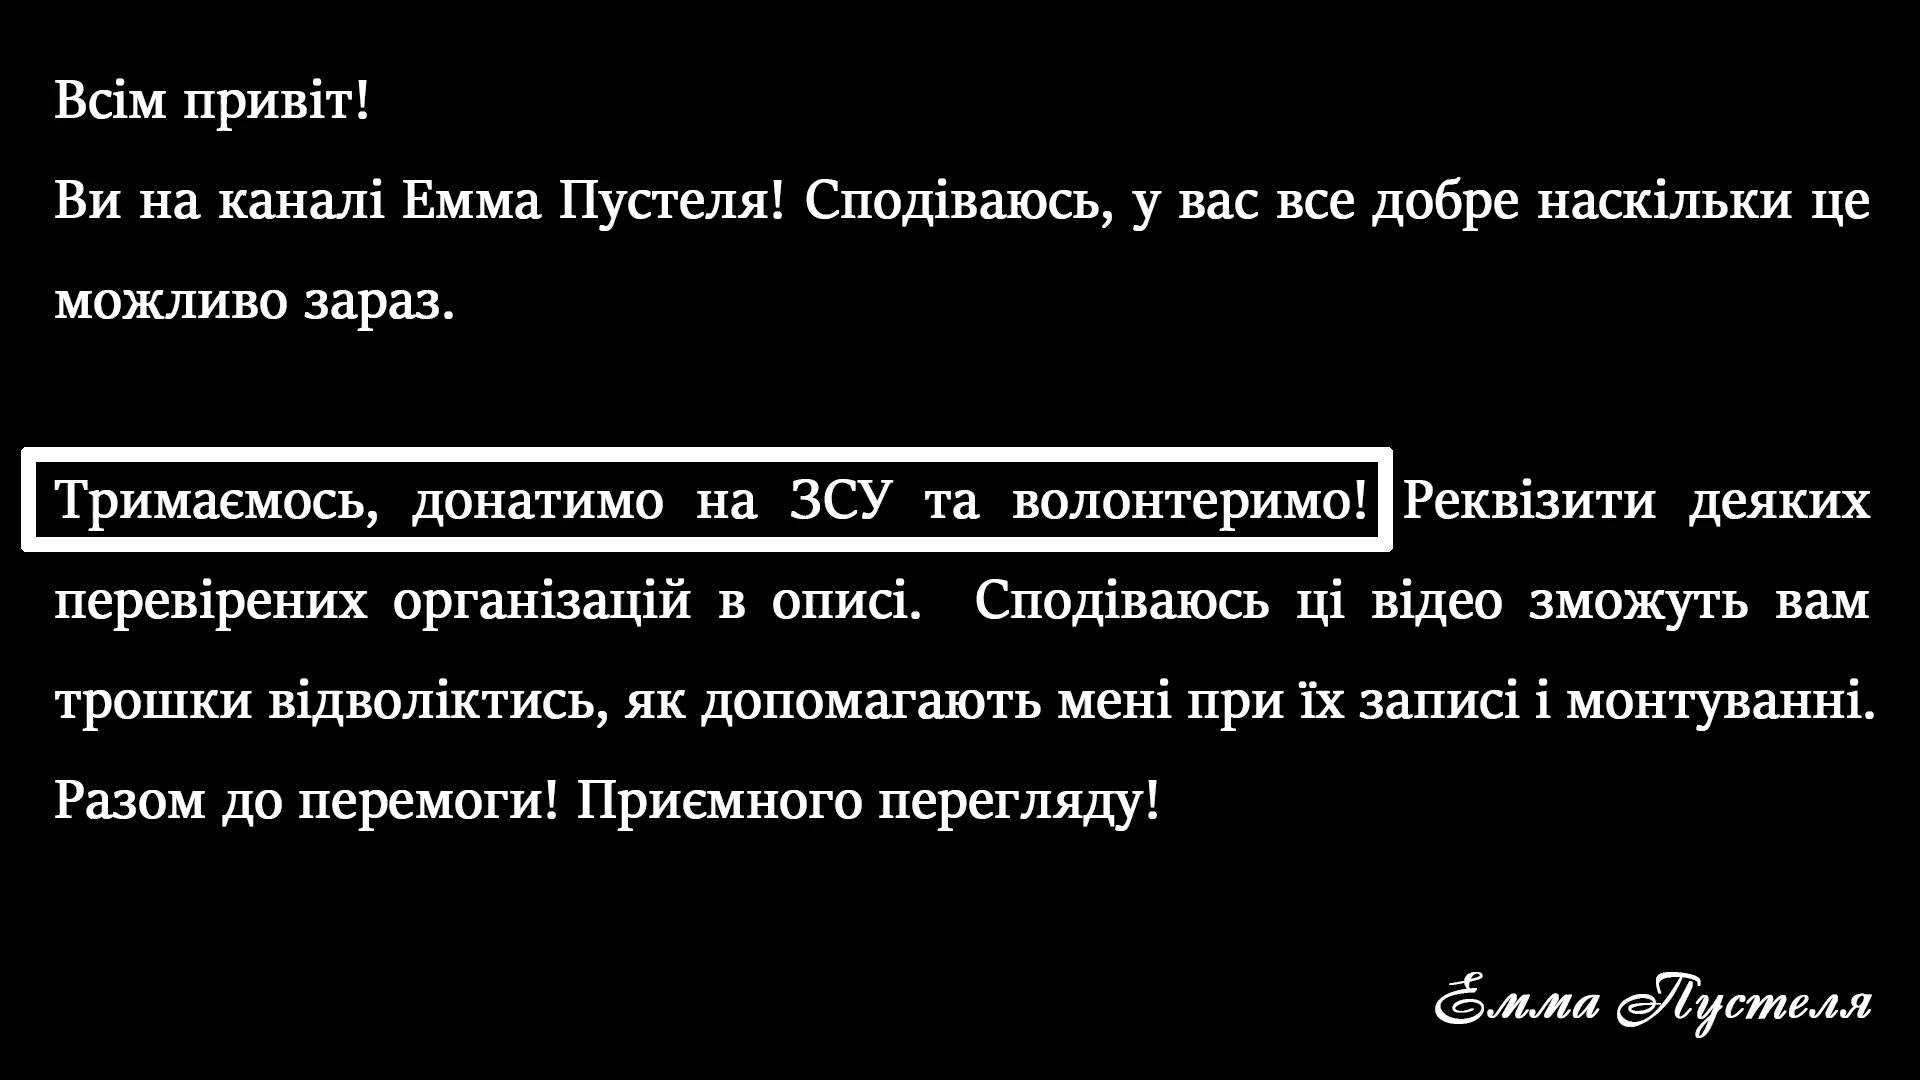 Всім привіт!
Ви на каналі Емма Пустеля! Сподіваюсь, у вас все добре наскільки це
можливо зараз.
Тримаємось, донатимо на ЗСУ та волонтеримо! Реквізити деяких
перевірених організацій в описі. Сподіваюсь ці відео зможуть вам
трошки відволіктись, як допомагають мені при їх записі і монтуванні.
Разом до перемоги! Приємного перегляду!
Емма Пустеля